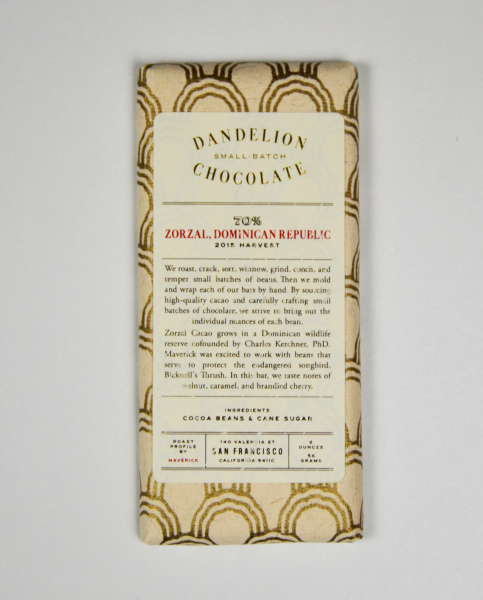 DANDELION
SMALL-BATCH
CHOCOLATE
70%
ZORZAL, DOMINICAN REPUBLIC
2015 HARVEST
We roast, crack, sort, winnow, grind, conch, and
temper small batches of beans. Then we mold
and wrap each of our bars by hand. By sourcing
high-quality cacao and carefully crafting small
batches of chocolate, we strive to bring out the
individual nuances of each bean.
Zorzal Cacao grows in a Dominican wildlife
reserve cofounded by Charles Kerchner, PhD.
Maverick was excited to work with beans that
serve to protect the endangered songbird,
Bicknell's Thrush. In this bar, we taste notes of
walnut, caramel, and brandied cherry.
INGREDIENTS
COCOA BEANS & CANE SUGAR
ROAST
PROFILE
BY
MAVERICK
740 VALENCIA ST
SAN FRANCISCO
CALIFORNIA 94110
2
OUNCES
56
GRAMS